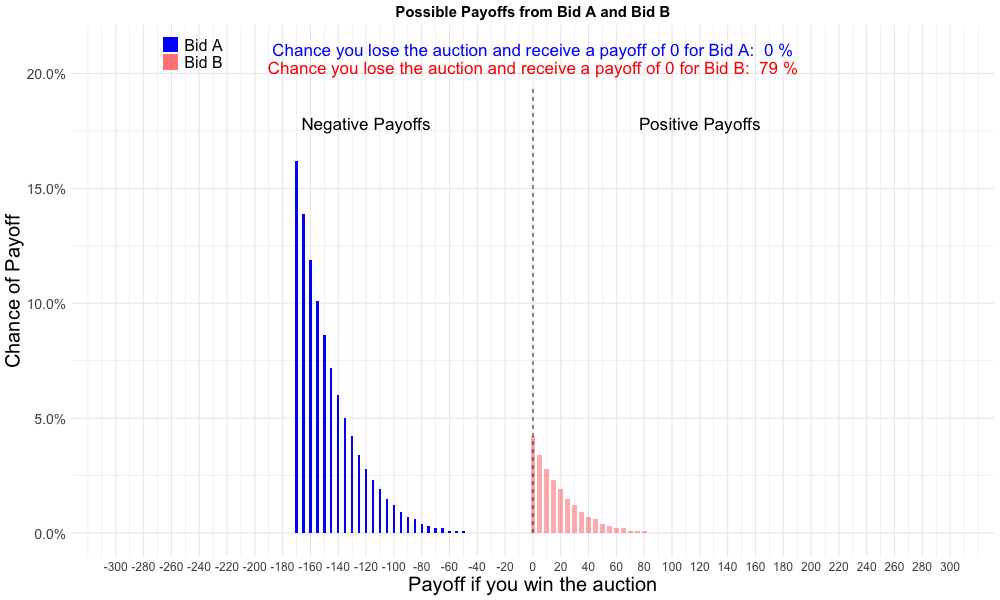 Possible Payoffs from Bid A and Bid B
Bid A
Bid B
Chance you lose the auction and receive a payoff of 0 for Bid A:  0 %
Chance you lose the auction and receive a payoff of 0 for Bid B:  79 %
Negative Payoffs
Positive Payoffs
Chance of Payoff
20.0%
15.0%
10.0%
5.0%
0.0%
-300 -280 -260 -240 -220 -200 -180 -160 -140 -120 -100 -80 -60 -40 -20 0 20 40 60 80 100 120 140 160 180 200 220 240 260 280 300
Payoff if you win the auction